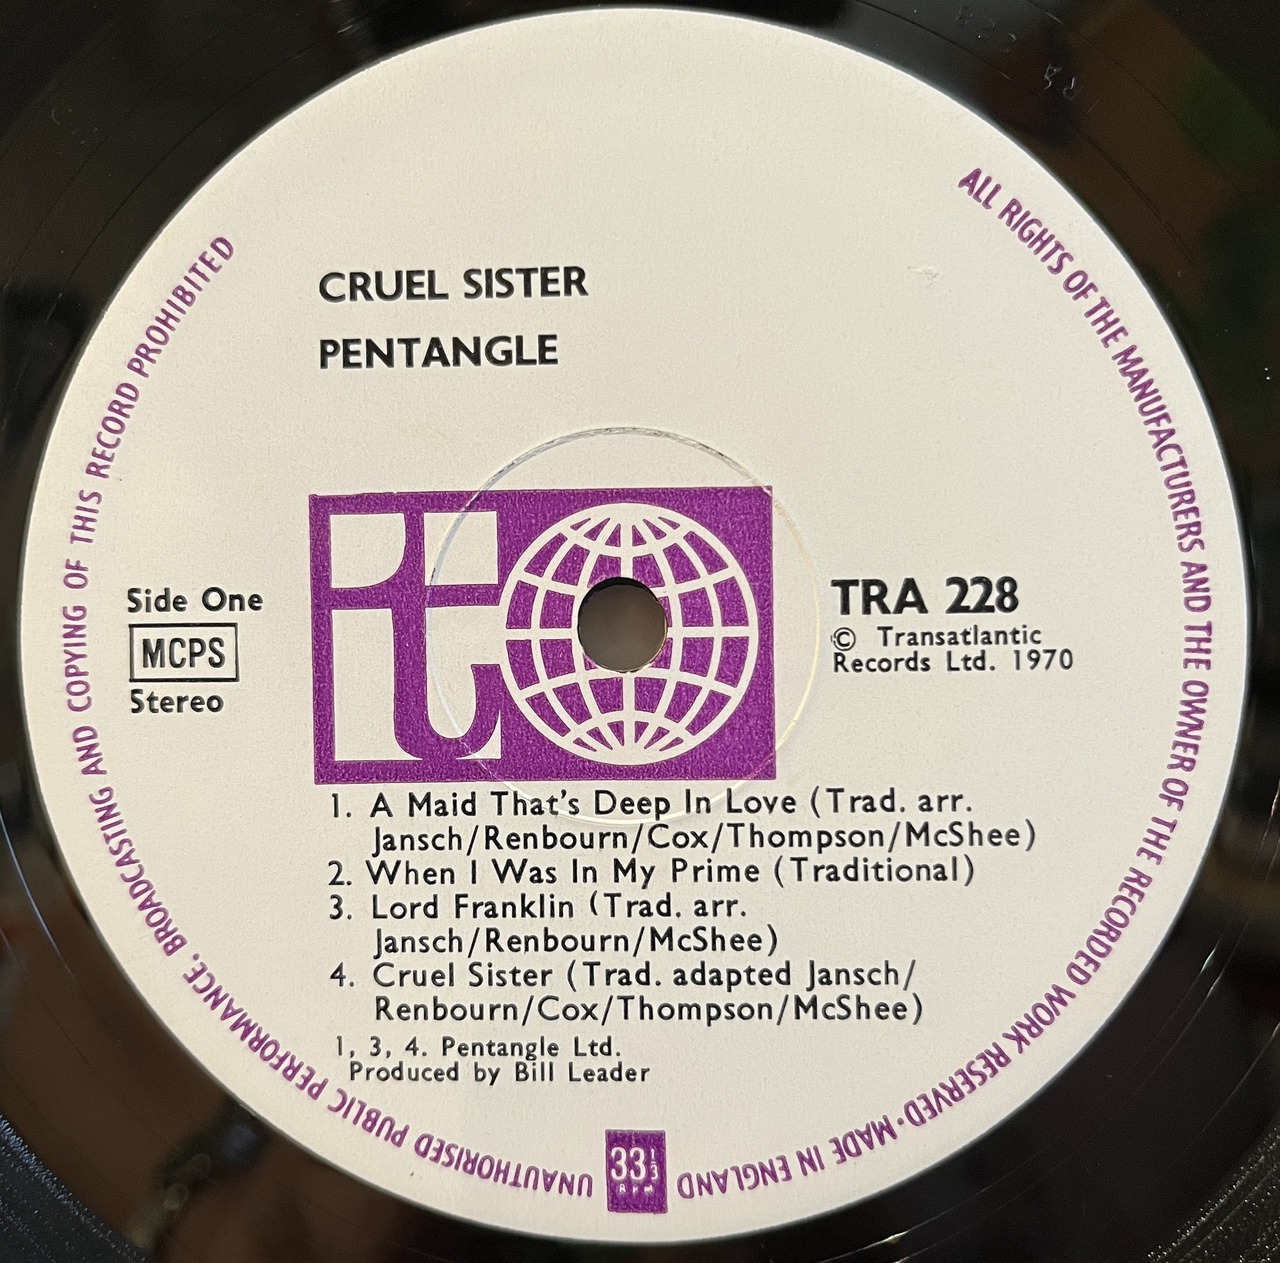 CRUEL SISTER
PENTANGLE
to
Side One
MCPS
Stereo
TRA 228
© Transatlantic
Records Ltd. 1970
1. A Maid That's Deep In Love (Trad. arr.
Jansch/Renbourn/Cox/Thompson/McShee)
2. When I Was In My Prime (Traditional)
3. Lord Franklin (Trad. arr.
Jansch/Renbourn/McShee)
4. Cruel Sister (Trad. adapted Jansch/
Renbourn/Cox/Thompson/McShee)
1, 3, 4. Pentangle Ltd.
Produced by Bill Leader
33⅓
RPM
ALL RIGHTS OF THE MANUFACTURERS AND THE OWNER OF THE RECORDED WORK RESERVED·MADE IN ENGLAND
UNAUTHORISED PUBLIC PERFORMANCE, BROADCASTING AND COPYING OF THIS RECORD PROHIBITED